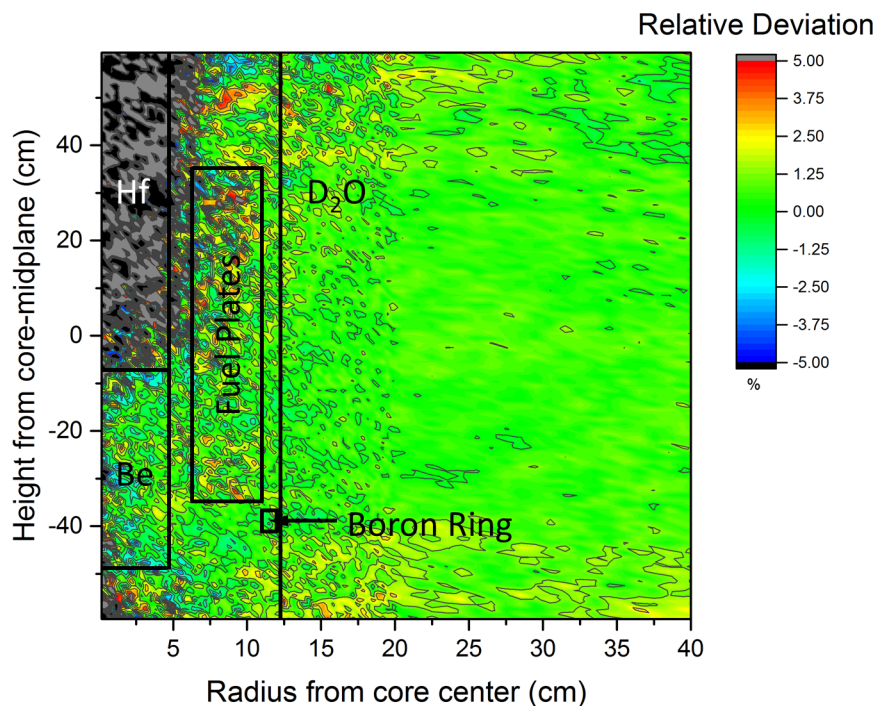 Relative Deviation
5.00
3.75
2.50
1.25
0.00
-1.25
-2.50
-3.75
-5.00
%
Height from core-midplane (cm)
40
20
0
-20
-40
Hf
D₂O
Fuel Plates
Be
Boron Ring
5
10
15
20
25
30
35
40
Radius from core center (cm)